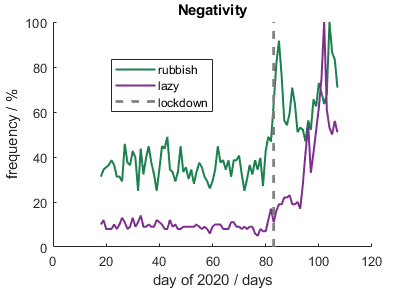 Negativity
100
80
60
40
20
0
rubbish
lazy
lockdown
frequency / %
0 20 40 60 80 100 120
day of 2020 / days